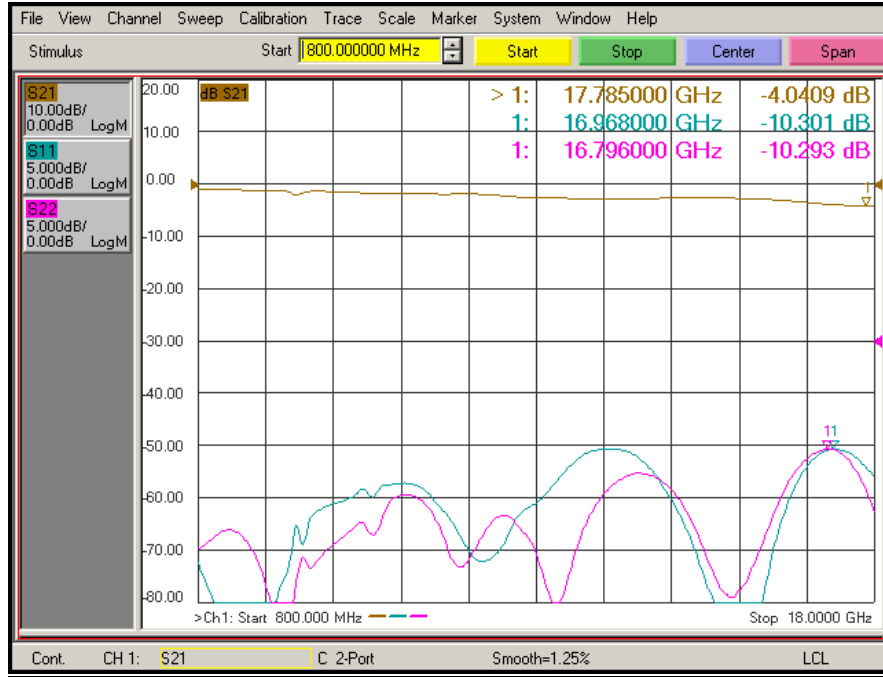 File View Channel Sweep Calibration Trace Scale Marker System Window Help
Stimulus Start 800.000000 MHz Start Stop Center Span
S21
10.00dB/
0.00dB LogM
S11
5.000dB/
0.00dB LogM
S22
5.000dB/
0.00dB LogM
dB S21
> 1: 17.785000 GHz -4.0409 dB
1: 16.968000 GHz -10.301 dB
1: 16.796000 GHz -10.293 dB
20.00
10.00
0.00
-10.00
-20.00
-30.00
-40.00
-50.00
-60.00
-70.00
-80.00
1
11
>Ch1: Start 800.000 MHz Stop 18.0000 GHz
Cont. CH 1: S21 C 2-Port Smooth=1.25% LCL